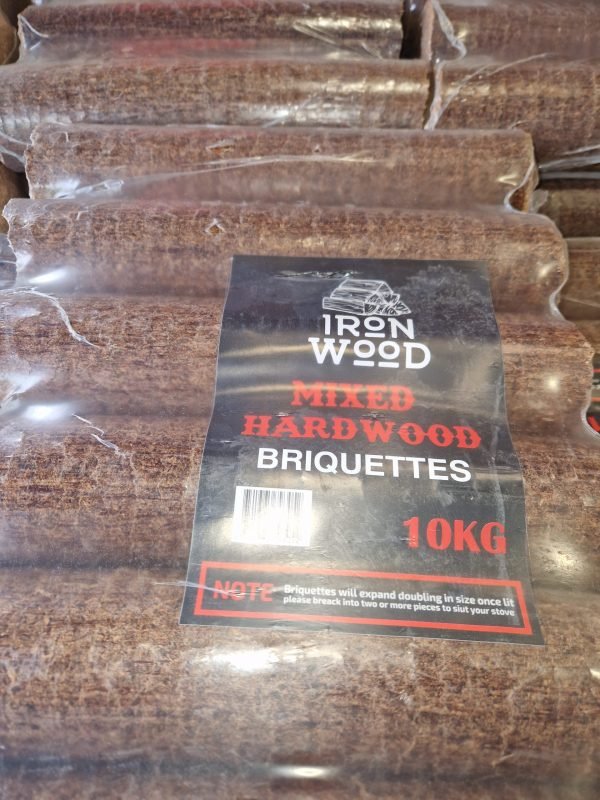 IRON
WOOD
MIXED
HARDWOOD
BRIQUETTES
10KG
NOTE
Briquettes will expand doubling in size once lit
please breack into two or more pieces to siut your stove